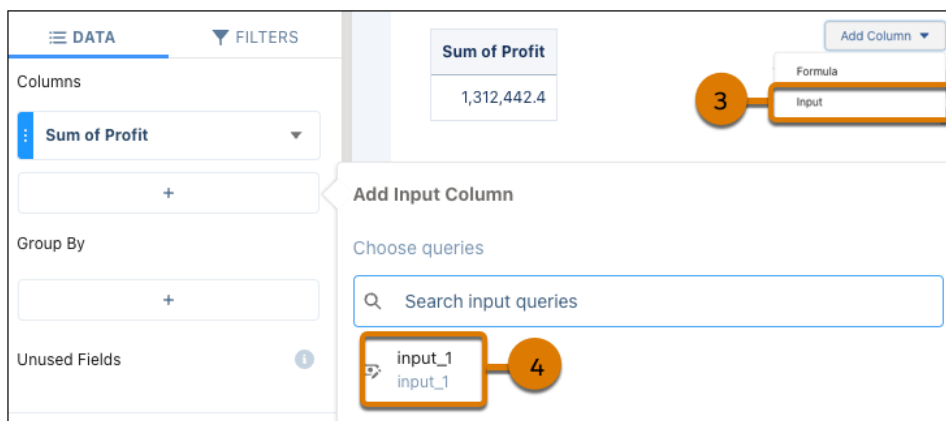 DATA
FILTERS
Columns
Sum of Profit
+
Group By
+
Unused Fields
i
Sum of Profit
1,312,442.4
Add Column
Formula
3
Input
Add Input Column
Choose queries
Search input queries
input_1
input_1
4